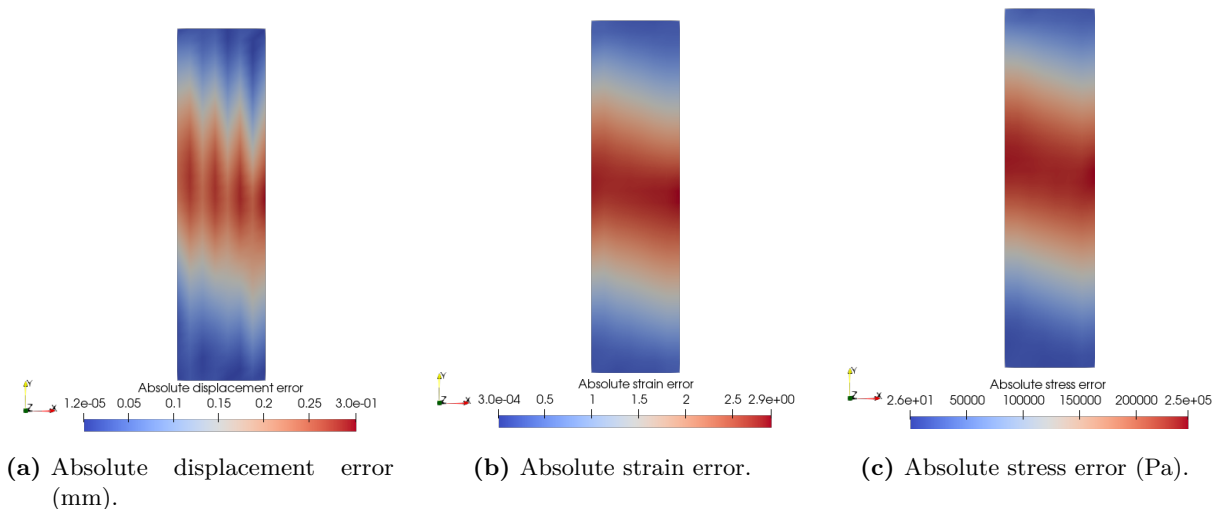 Y
Z
X
Absolute displacement error
1.2e-05 0.05 0.1 0.15 0.2 0.25 3.0e-01
Y
Z
X
Absolute strain error
3.0e-04 0.5 1 1.5 2 2.5 2.9e+00
Y
Z
X
Absolute stress error
2.6e+01 50000 100000 150000 200000 2.5e+05
(a) Absolute displacement error
(mm).
(b) Absolute strain error.
(c) Absolute stress error (Pa).